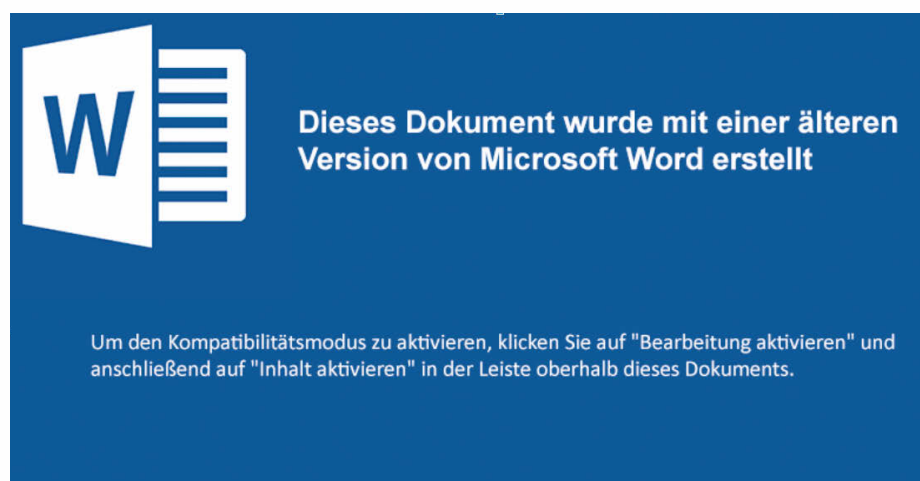 W
Dieses Dokument wurde mit einer älteren
Version von Microsoft Word erstellt
Um den Kompatibilitätsmodus zu aktivieren, klicken Sie auf "Bearbeitung aktivieren" und
anschließend auf "Inhalt aktivieren" in der Leiste oberhalb dieses Dokuments.